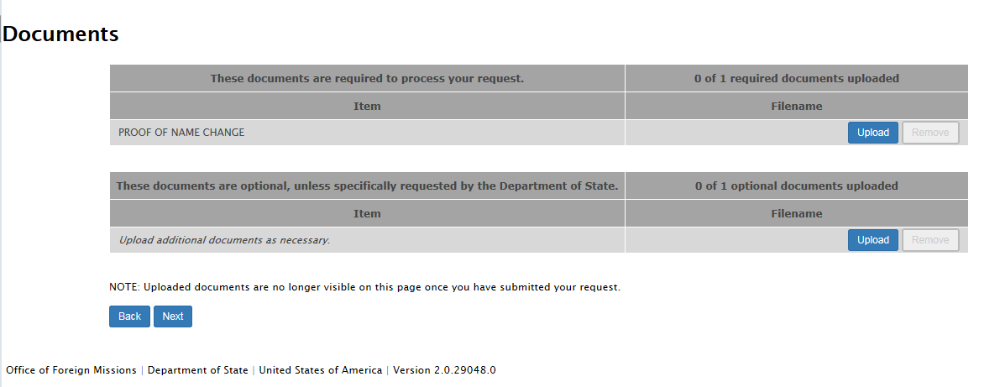 Documents
These documents are required to process your request. 0 of 1 required documents uploaded
Item Filename
PROOF OF NAME CHANGE Upload Remove
These documents are optional, unless specifically requested by the Department of State. 0 of 1 optional documents uploaded
Item Filename
Upload additional documents as necessary. Upload Remove
NOTE: Uploaded documents are no longer visible on this page once you have submitted your request.
Back Next
Office of Foreign Missions | Department of State | United States of America | Version 2.0.29048.0